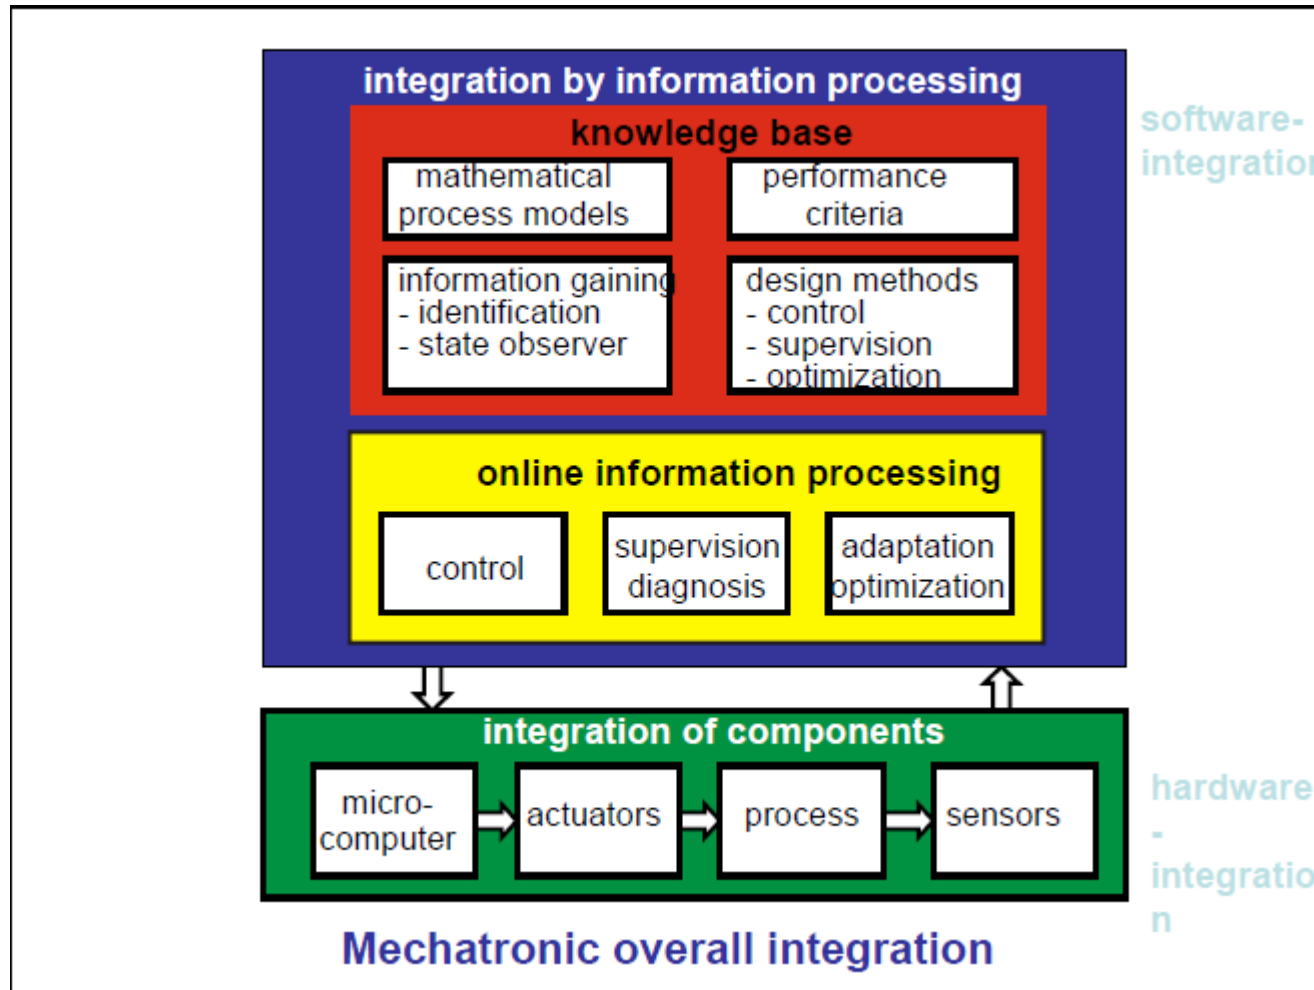 integration by information processing
knowledge base
mathematical
process models
performance
criteria
information gaining
- identification
- state observer
design methods
- control
- supervision
- optimization
software-
integration
online information processing
control
supervision
diagnosis
adaptation
optimization
integration of components
micro-
computer
actuators
process
sensors
hardware
-
integratio
n
Mechatronic overall integration